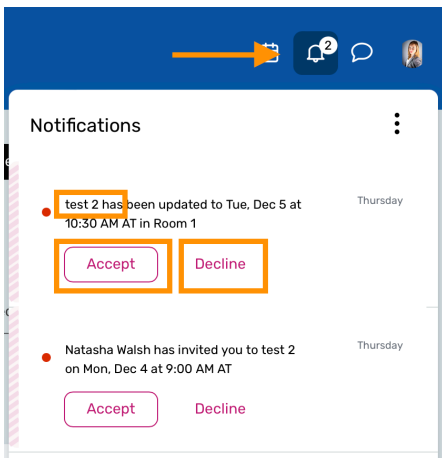 2
Notifications
test 2 has been updated to Tue, Dec 5 at
10:30 AM AT in Room 1
Thursday
Accept
Decline
Natasha Walsh has invited you to test 2
on Mon, Dec 4 at 9:00 AM AT
Thursday
Accept
Decline